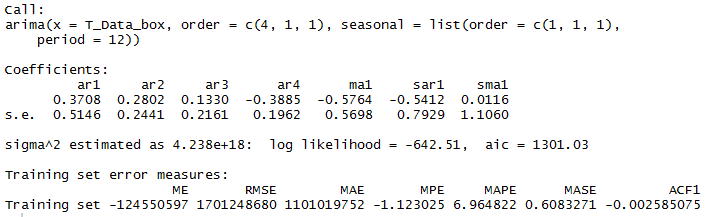 Call:
arima(x = T_Data_box, order = c(4, 1, 1), seasonal = list(order = c(1, 1, 1),
    period = 12))
Coefficients:
         ar1     ar2     ar3      ar4      ma1     sar1    sma1
      0.3708  0.2802  0.1330  -0.3885  -0.5764  -0.5412  0.0116
s.e.  0.5146  0.2441  0.2161   0.1962   0.5698   0.7929  1.1060
sigma^2 estimated as 4.238e+18:  log likelihood = -642.51,  aic = 1301.03
Training set error measures:
                     ME       RMSE        MAE       MPE     MAPE      MASE         ACF1
Training set -124550597 1701248680 1101019752 -1.123025 6.964822 0.6083271 -0.002585075